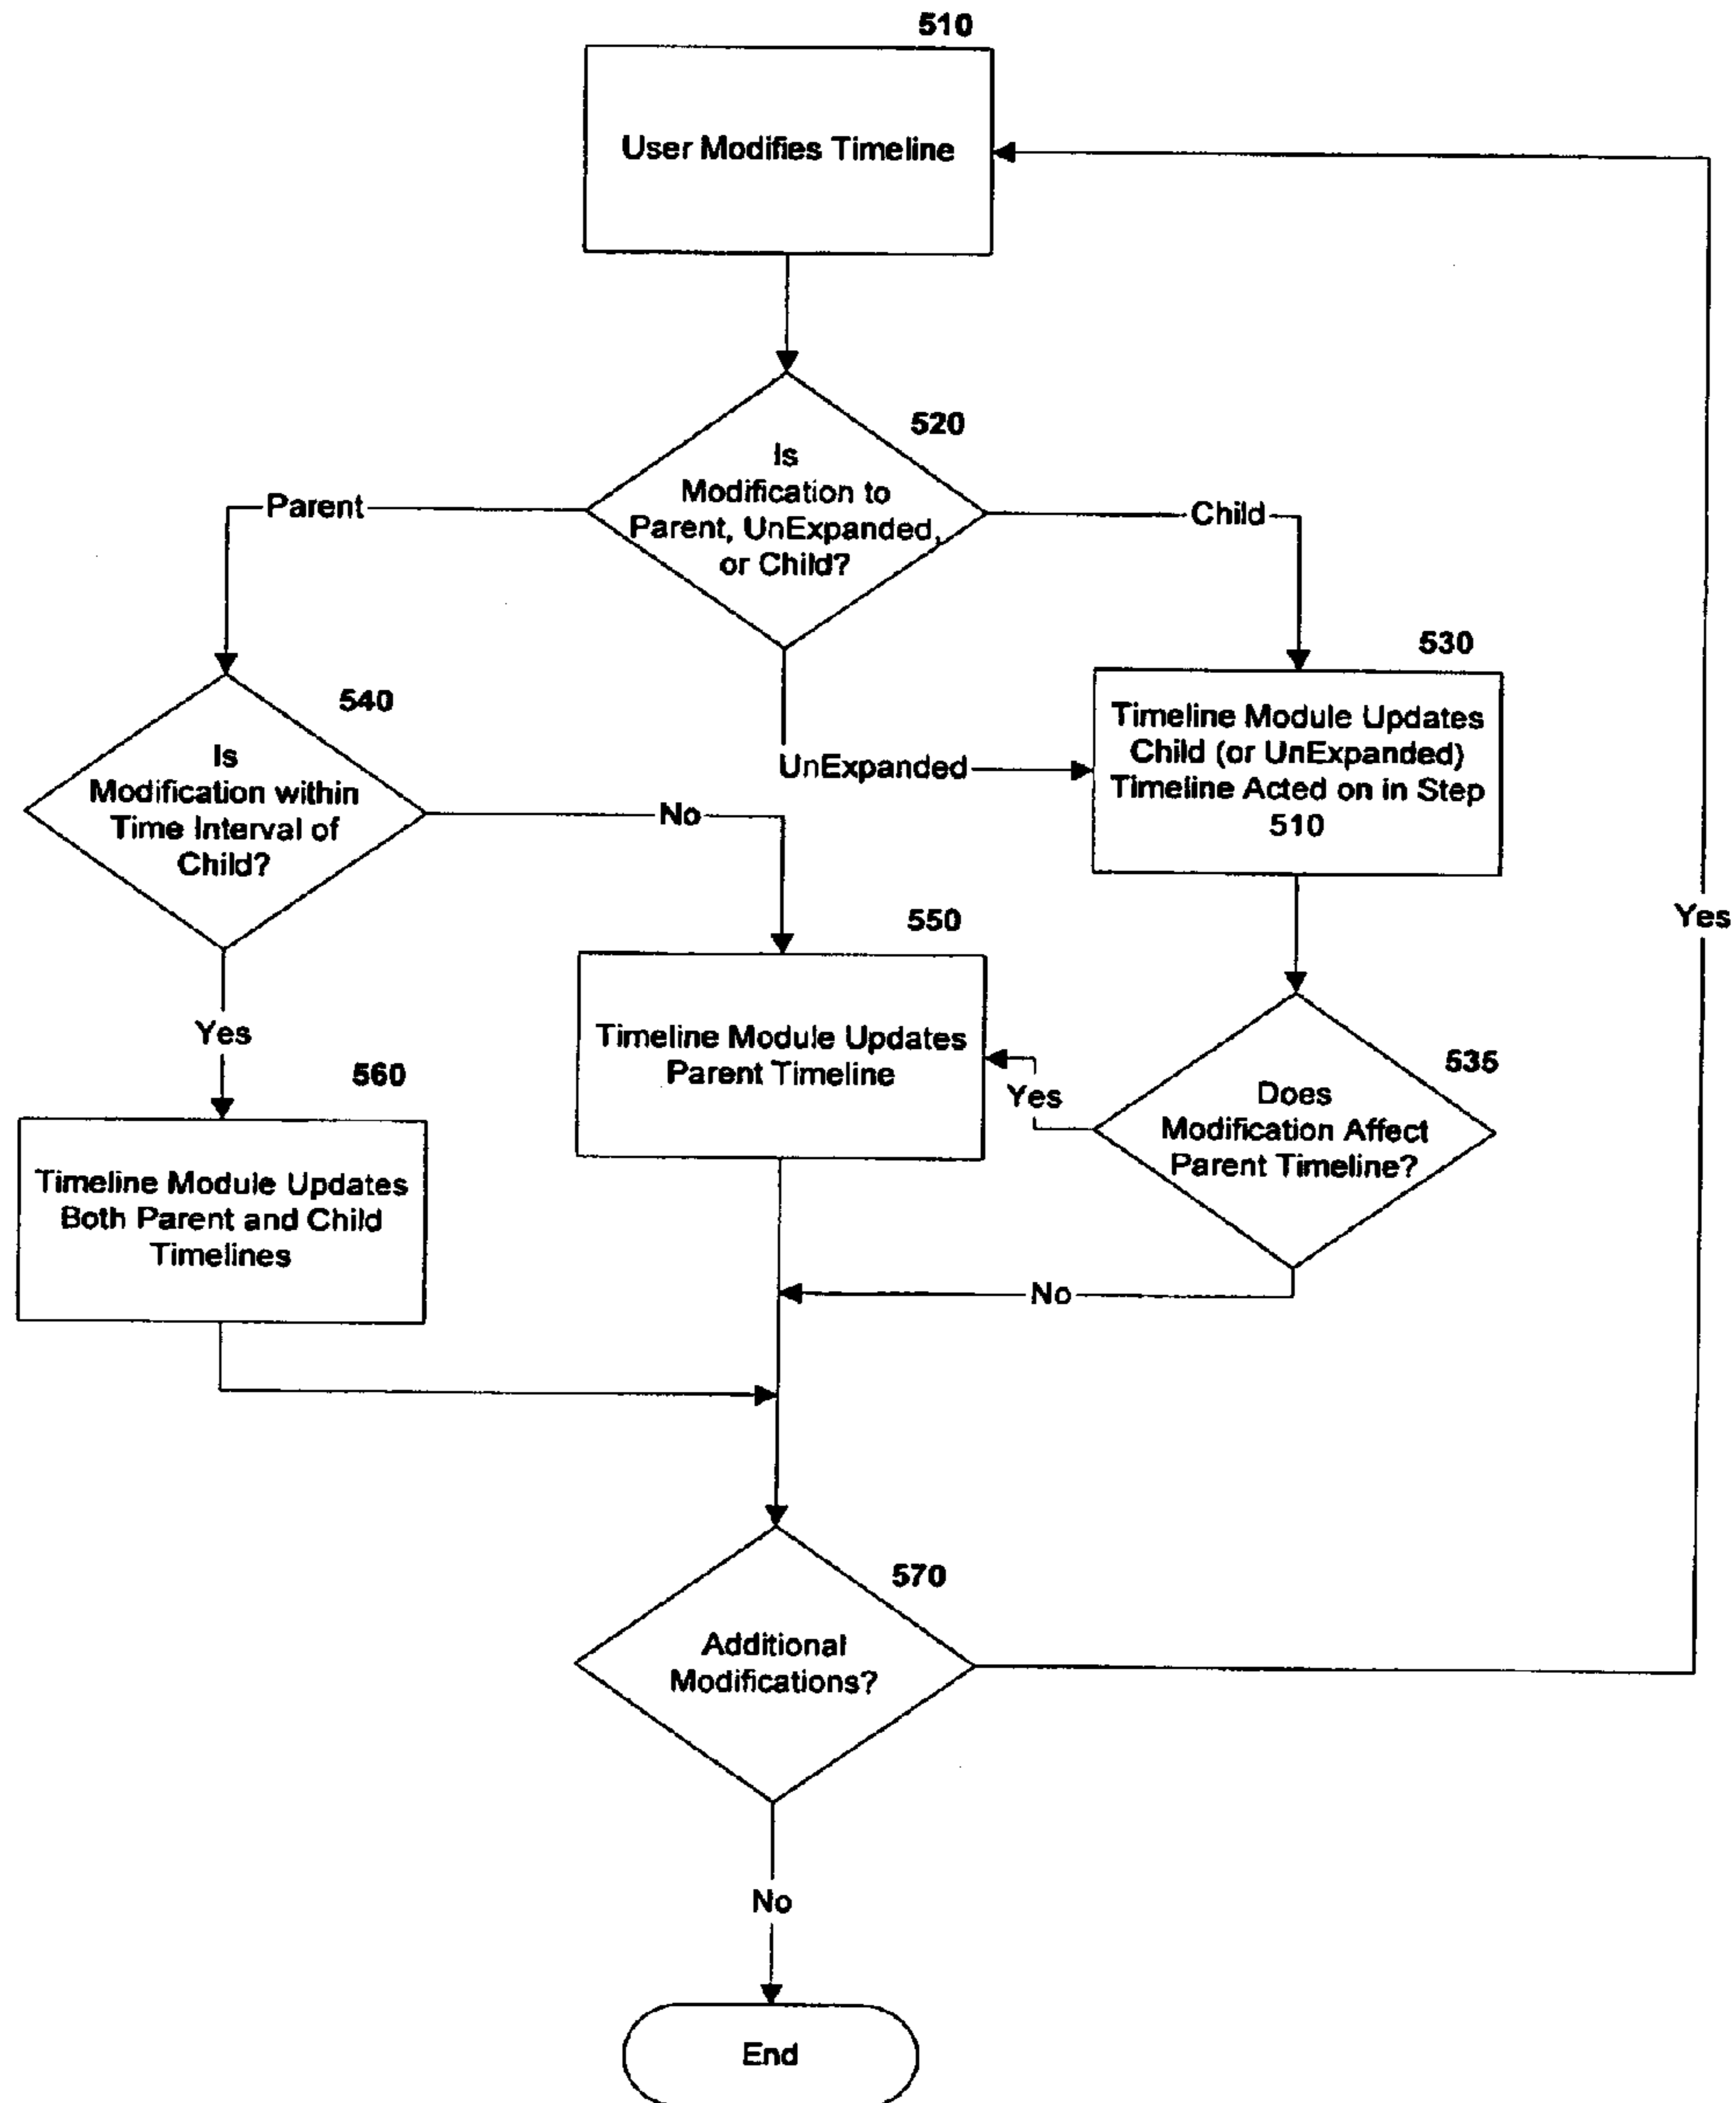 510
User Modifies Timeline
520
Is
Modification to
Parent, UnExpanded,
or Child?
Parent
Child
UnExpanded
530
Timeline Module Updates
Child (or UnExpanded)
Timeline Acted on in Step
510
540
Is
Modification within
Time Interval of
Child?
No
Yes
550
Timeline Module Updates
Parent Timeline
Yes
535
Does
Modification Affect
Parent Timeline?
Yes
No
560
Timeline Module Updates
Both Parent and Child
Timelines
570
Additional
Modifications?
Yes
No
End